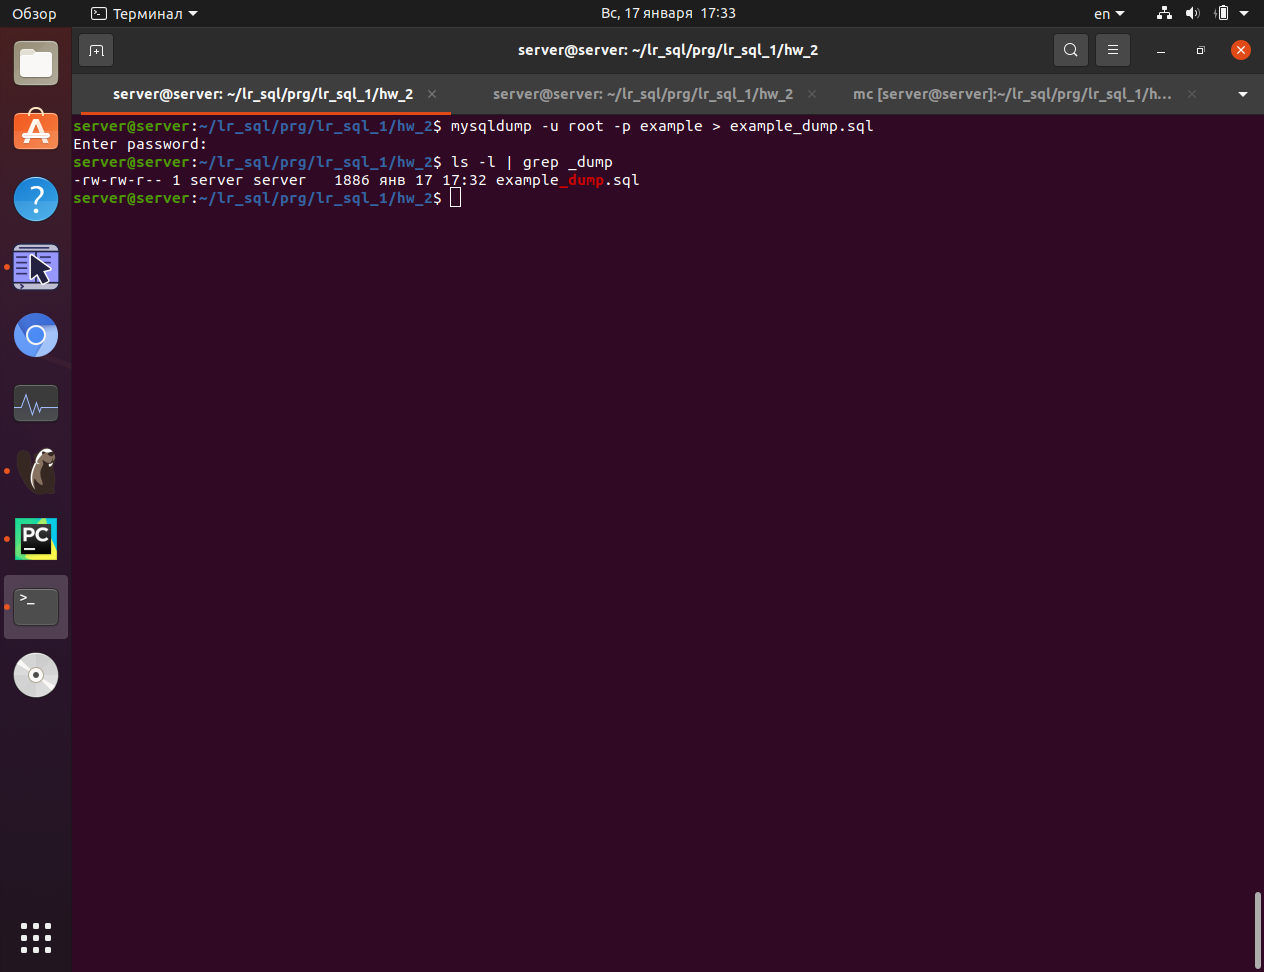 Обзор Терминал Вс, 17 января 17:33 en
server@server: ~/lr_sql/prg/lr_sql_1/hw_2
server@server: ~/lr_sql/prg/lr_sql_1/hw_2 server@server: ~/lr_sql/prg/lr_sql_1/hw_2 mc [server@server]:~/lr_sql/prg/lr_sql_1/h...
server@server:~/lr_sql/prg/lr_sql_1/hw_2$ mysqldump -u root -p example > example_dump.sql
Enter password:
server@server:~/lr_sql/prg/lr_sql_1/hw_2$ ls -l | grep _dump
-rw-rw-r-- 1 server server   1886 янв 17 17:32 example_dump.sql
server@server:~/lr_sql/prg/lr_sql_1/hw_2$
A
?
PC
>_